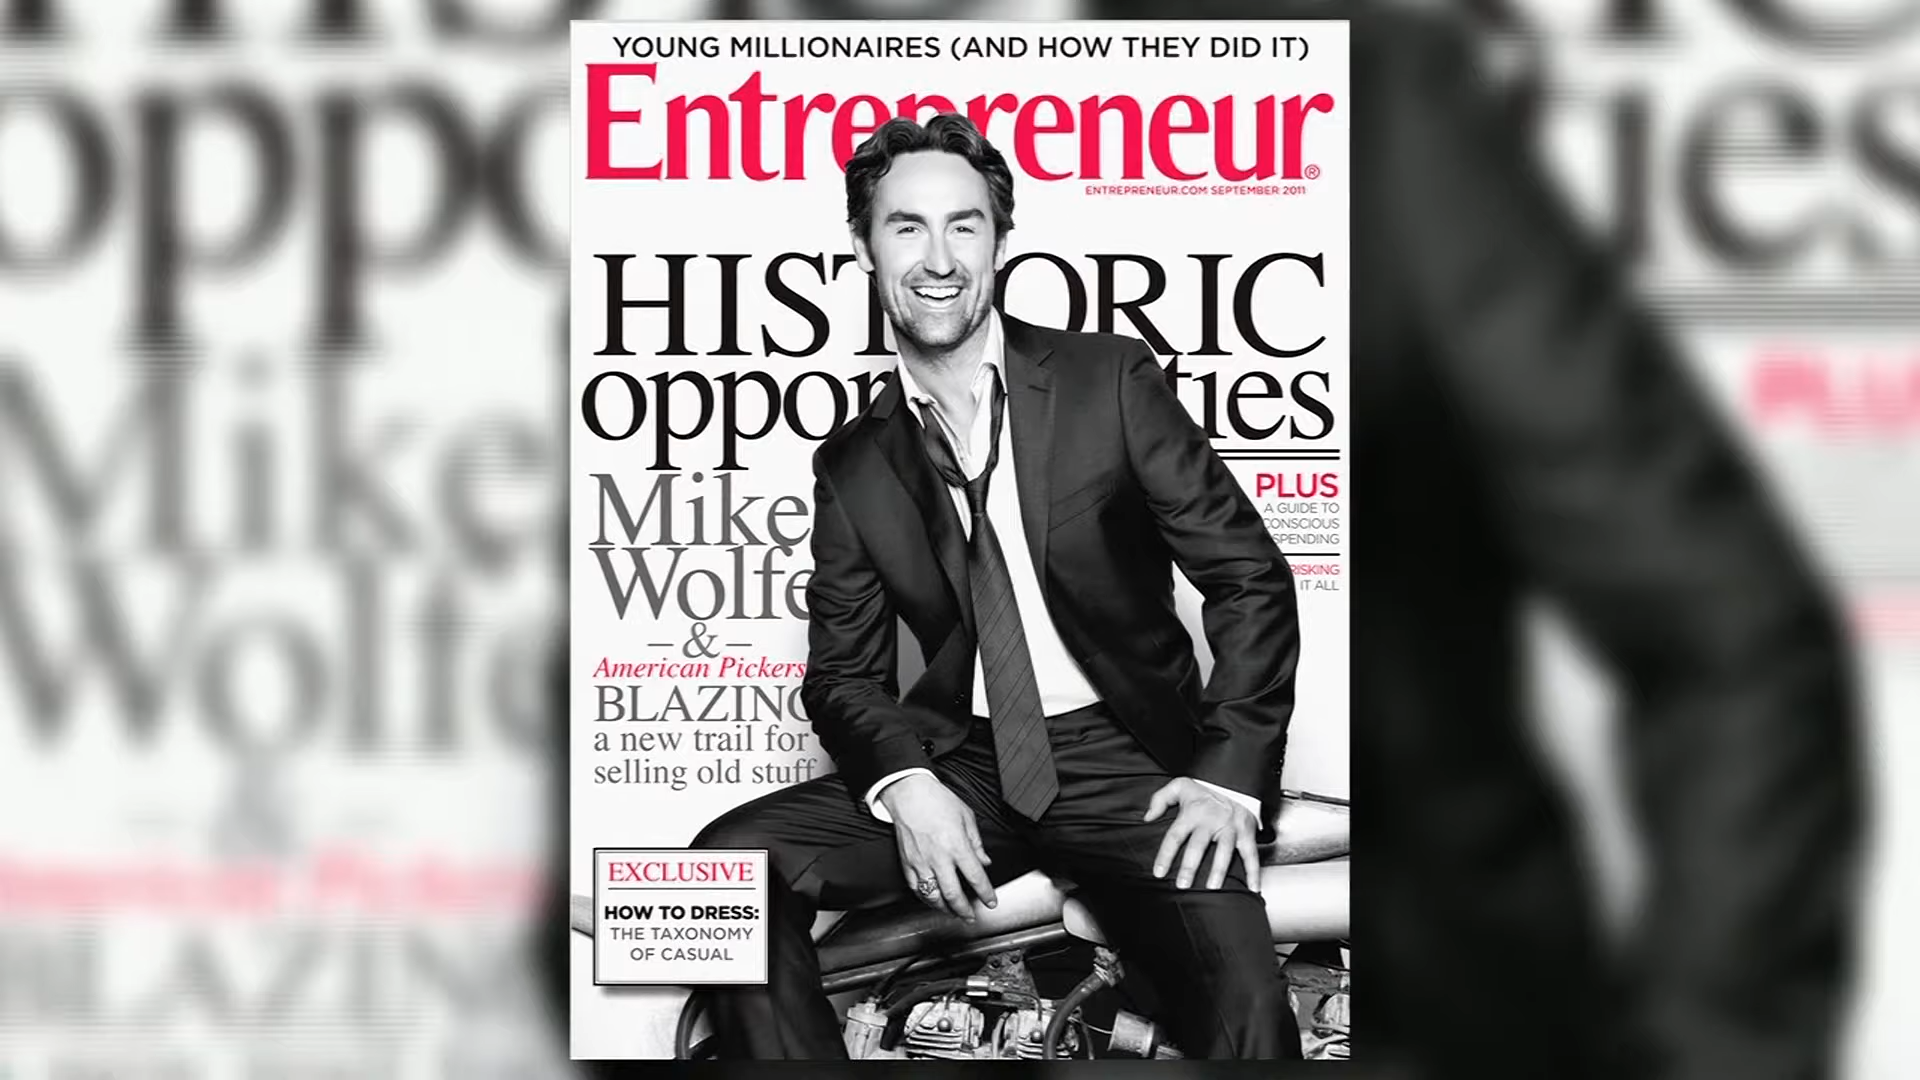 YOUNG MILLIONAIRES (AND HOW THEY DID IT)
Entrepreneur®
ENTREPRENEUR.COM SEPTEMBER 2011
HISTORIC
opportunities
Mike
Wolfe
–&–
American Pickers
BLAZING
a new trail for
selling old stuff
PLUS
A GUIDE TO
CONSCIOUS
SPENDING
RISKING
IT ALL
EXCLUSIVE
HOW TO DRESS:
THE TAXONOMY
OF CASUAL